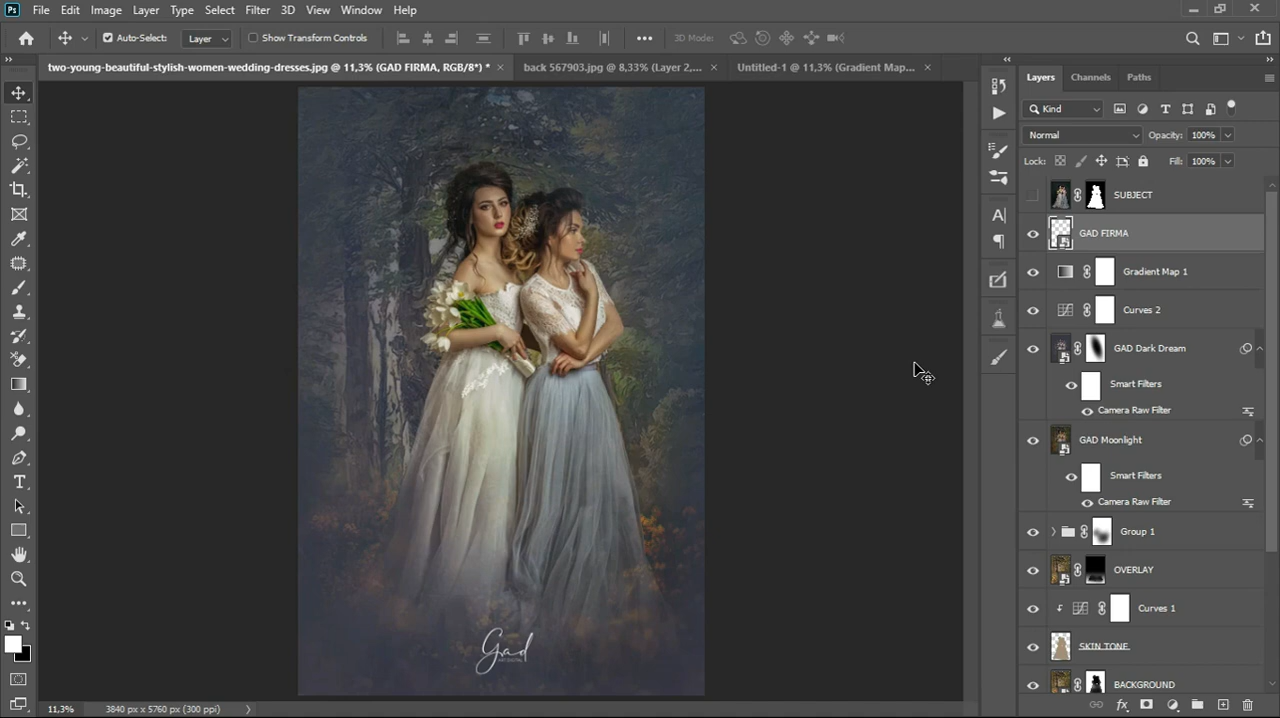 Ps File Edit Image Layer Type Select Filter 3D View Window Help
Auto-Select: Layer Show Transform Controls 3D Mode:
two-young-beautiful-stylish-women-wedding-dresses.jpg @ 11,3% (GAD FIRMA, RGB/8*) * back 567903.jpg @ 8,33% (Layer 2,... Untitled-1 @ 11,3% (Gradient Map...
Layers Channels Paths
Kind
Normal Opacity: 100%
Lock: Fill: 100%
SUBJECT
GAD FIRMA
Gradient Map 1
Curves 2
GAD Dark Dream
Smart Filters
Camera Raw Filter
GAD Moonlight
Smart Filters
Camera Raw Filter
Group 1
OVERLAY
Curves 1
SKIN TONE
BACKGROUND
Gad
11,3% 3840 px x 5760 px (300 ppi)